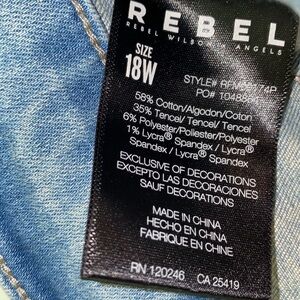 REBEL
REBEL WILSON ANGELS
SIZE
18W
STYLE#
PO#
58% Cotton/Algodon/Coton
35% Tencel/Tencel/Tencel
6% Polyester/Poliester/Polyester
1% Lycra® Spandex/Lycra®
Spandex / Lycra® Spandex
EXCLUSIVE OF DECORATIONS
EXCEPTO LAS DECORACIONES
SAUF DECORATIONS
MADE IN CHINA
HECHO EN CHINA
FABRIQUE EN CHINE
RN 120246 CA 25419